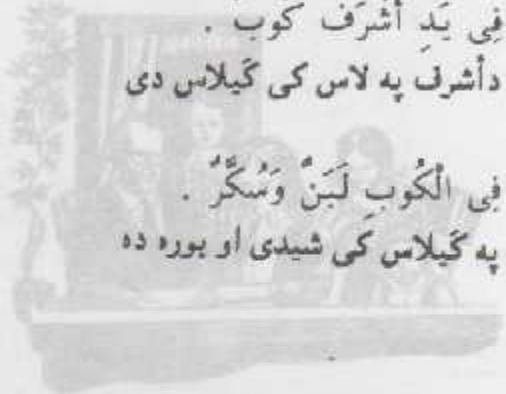 فِي يَدِ أَشْرَف كُوبٌ .
دأشرف په لاس کی گیلاس دی
فِي الْكُوبِ لَبَنٌ وَسُكَّرٌ .
په گیلاس کی شیدی او بوره ده